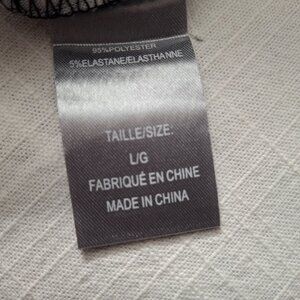 95%POLYESTER
5%ELASTANE/ELASTHANNE
TAILLE/SIZE:
L/G
FABRIQUÉ EN CHINE
MADE IN CHINA